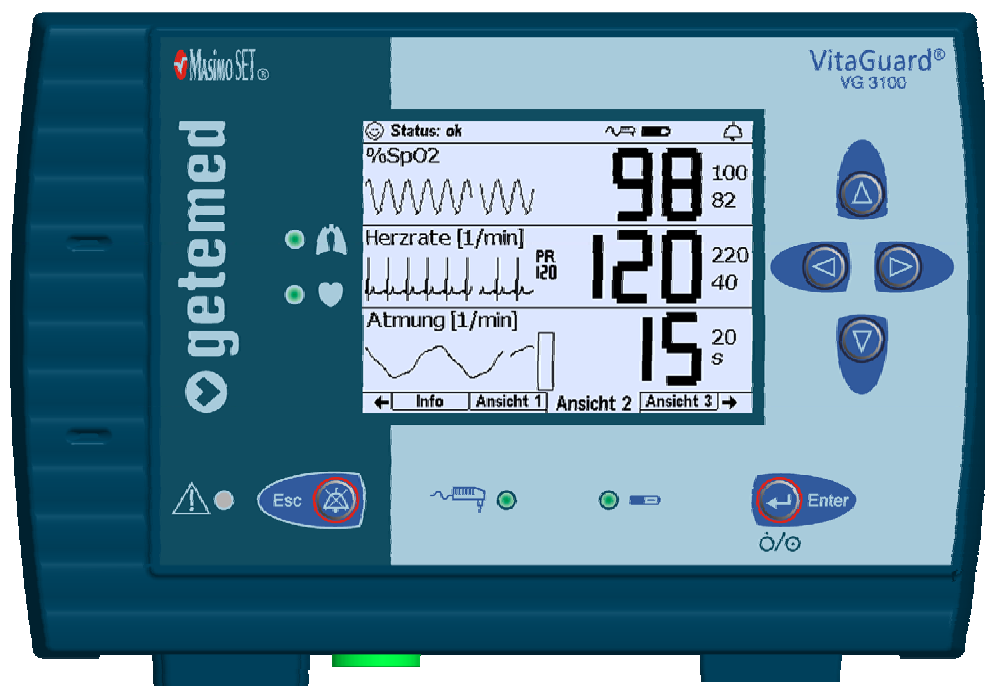 MASIMO SET®
VitaGuard®
VG 3100
getemed
Status: ok
%SpO2
98
100
82
Herzrate [1/min]
PR
120
120
220
40
Atmung [1/min]
15
20
s
Info
Ansicht 1
Ansicht 2
Ansicht 3
Esc
Enter